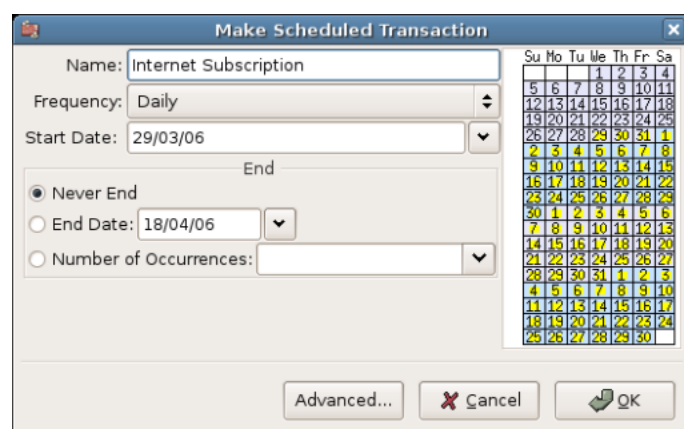 Make Scheduled Transaction
Name: Internet Subscription
Frequency: Daily
Start Date: 29/03/06
End
Never End
End Date: 18/04/06
Number of Occurrences:
Su Mo Tu We Th Fr Sa
1 2 3 4
5 6 7 8 9 10 11
12 13 14 15 16 17 18
19 20 21 22 23 24 25
26 27 28 29 30 31 1
2 3 4 5 6 7 8
9 10 11 12 13 14 15
16 17 18 19 20 21 22
23 24 25 26 27 28 29
30 1 2 3 4 5 6
7 8 9 10 11 12 13
14 15 16 17 18 19 20
21 22 23 24 25 26 27
28 29 30 31 1 2 3
4 5 6 7 8 9 10
11 12 13 14 15 16 17
18 19 20 21 22 23 24
25 26 27 28 29 30
Advanced... Cancel OK